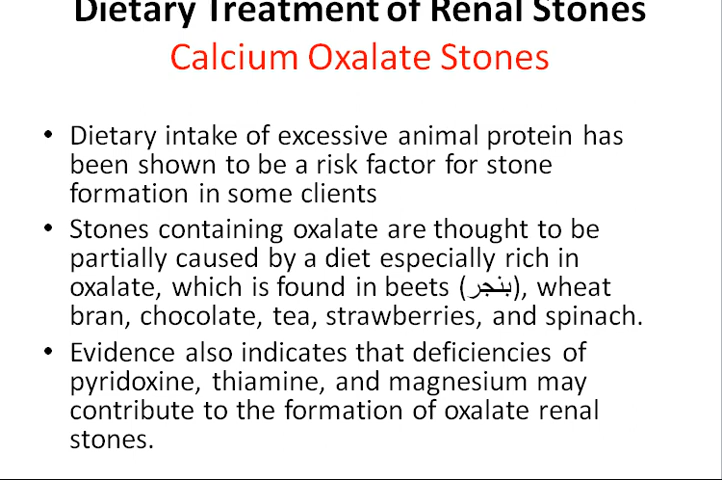 Dietary Treatment of Renal Stones
Calcium Oxalate Stones
• Dietary intake of excessive animal protein has
been shown to be a risk factor for stone
formation in some clients
• Stones containing oxalate are thought to be
partially caused by a diet especially rich in
oxalate, which is found in beets (بنجر), wheat
bran, chocolate, tea, strawberries, and spinach.
• Evidence also indicates that deficiencies of
pyridoxine, thiamine, and magnesium may
contribute to the formation of oxalate renal
stones.